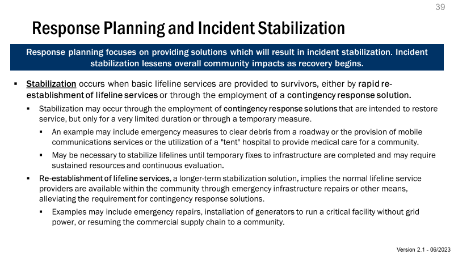 39
Response Planning and Incident Stabilization
Response planning focuses on providing solutions which will result in incident stabilization. Incident
stabilization lessens overall community impacts as recovery begins.
▪ Stabilization occurs when basic lifeline services are provided to survivors, either by rapid re-
establishment of lifeline services or through the employment of a contingency response solution.
▪ Stabilization may occur through the employment of contingency response solutions that are intended to restore
service, but only for a very limited duration or through a temporary measure.
▪ An example may include emergency measures to clear debris from a roadway or the provision of mobile
communications services or the utilization of a "tent" hospital to provide medical care for a community.
▪ May be necessary to stabilize lifelines until temporary fixes to infrastructure are completed and may require
sustained resources and continuous evaluation.
▪ Re-establishment of lifeline services, a longer-term stabilization solution, implies the normal lifeline service
providers are available within the community through emergency infrastructure repairs or other means,
alleviating the requirement for contingency response solutions.
▪ Examples may include emergency repairs, installation of generators to run a critical facility without grid
power, or resuming the commercial supply chain to a community.
Version 2.1 - 06/2023